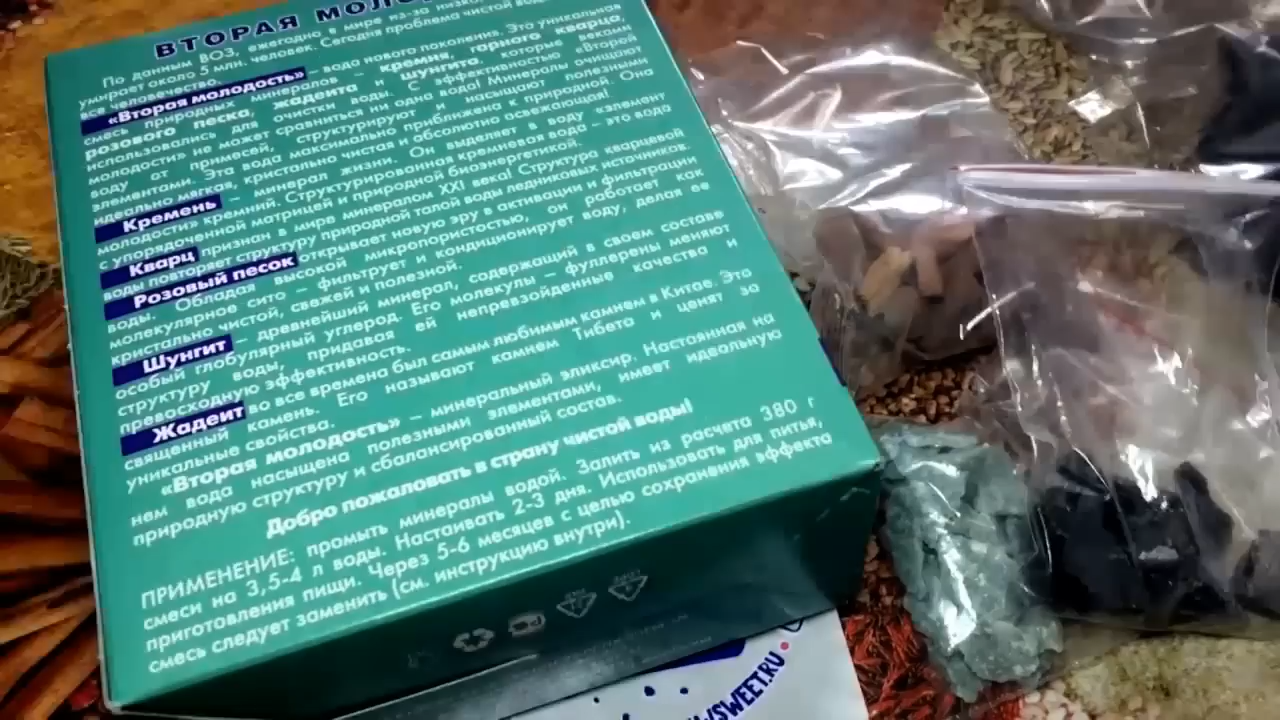 ВТОРАЯ
По данным ВОЗ, ежегодно в мире из-за
умирает около 5 млн. человек. Сегодня проблема чистой
все человечество.
«Вторая молодость» – вода нового поколения. Это уникальная
смесь природных минералов – кремня, горного кварца,
розового песка, жадеита и шунгита, которые веками
использовались для очистки воды. С эффективностью «Второй
молодости» не может сравниться ни одна вода! Минералы очищают
воду от примесей, структурируют и насыщают полезными
элементами. Эта вода максимально приближена к природной. Она
идеально мягкая, кристально чистая и абсолютно освежающая!
Кремень – минерал жизни. Он выделяет в воду «элемент
молодости» кремний. Структурированная кремневая вода – это вода
с упорядоченной матрицей и природной биоэнергетикой.
Кварц признан в мире минералом XXI века! Структура кварцевой
воды повторяет структуру природной талой воды ледниковых источников.
Розовый песок открывает новую эру в активации и фильтрации
воды. Обладая высокой микропористостью, он работает как
молекулярное сито – фильтрует и кондиционирует воду, делая ее
кристально чистой, свежей и полезной.
Шунгит – древнейший минерал, содержащий в своем составе
особый глобулярный углерод. Его молекулы – фуллерены меняют
структуру воды, придавая ей непревзойденные качества и
превосходную эффективность.
Жадеит во все времена был самым любимым камнем в Китае. Это
священный камень. Его называют камнем Тибета и ценят за
уникальные свойства.
«Вторая молодость» – минеральный эликсир. Настоянная на
нем вода насыщена полезными элементами, имеет идеальную
природную структуру и сбалансированный состав.
Добро пожаловать в страну чистой воды!
ПРИМЕНЕНИЕ: промыть минералы водой. Залить из расчета 380 г
смеси на 3,5-4 л воды. Настаивать 2-3 дня. Использовать для питья,
приготовления пищи. Через 5-6 месяцев с целью сохранения эффекта
смесь следует заменить (см. инструкцию внутри).
SWEET.RU